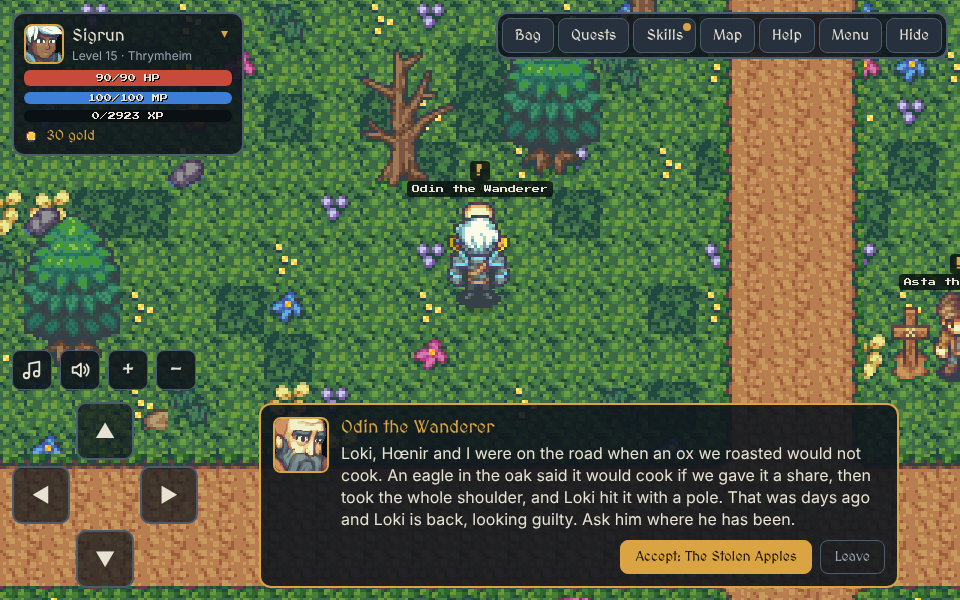 Sigrun
Level 15 · Thrymheim
90/90 HP
100/100 MP
0/2923 XP
30 gold
Bag
Quests
Skills
Map
Help
Menu
Hide
!
Odin the Wanderer
Asta th
Odin the Wanderer
Loki, Hœnir and I were on the road when an ox we roasted would not
cook. An eagle in the oak said it would cook if we gave it a share, then
took the whole shoulder, and Loki hit it with a pole. That was days ago
and Loki is back, looking guilty. Ask him where he has been.
Accept: The Stolen Apples
Leave